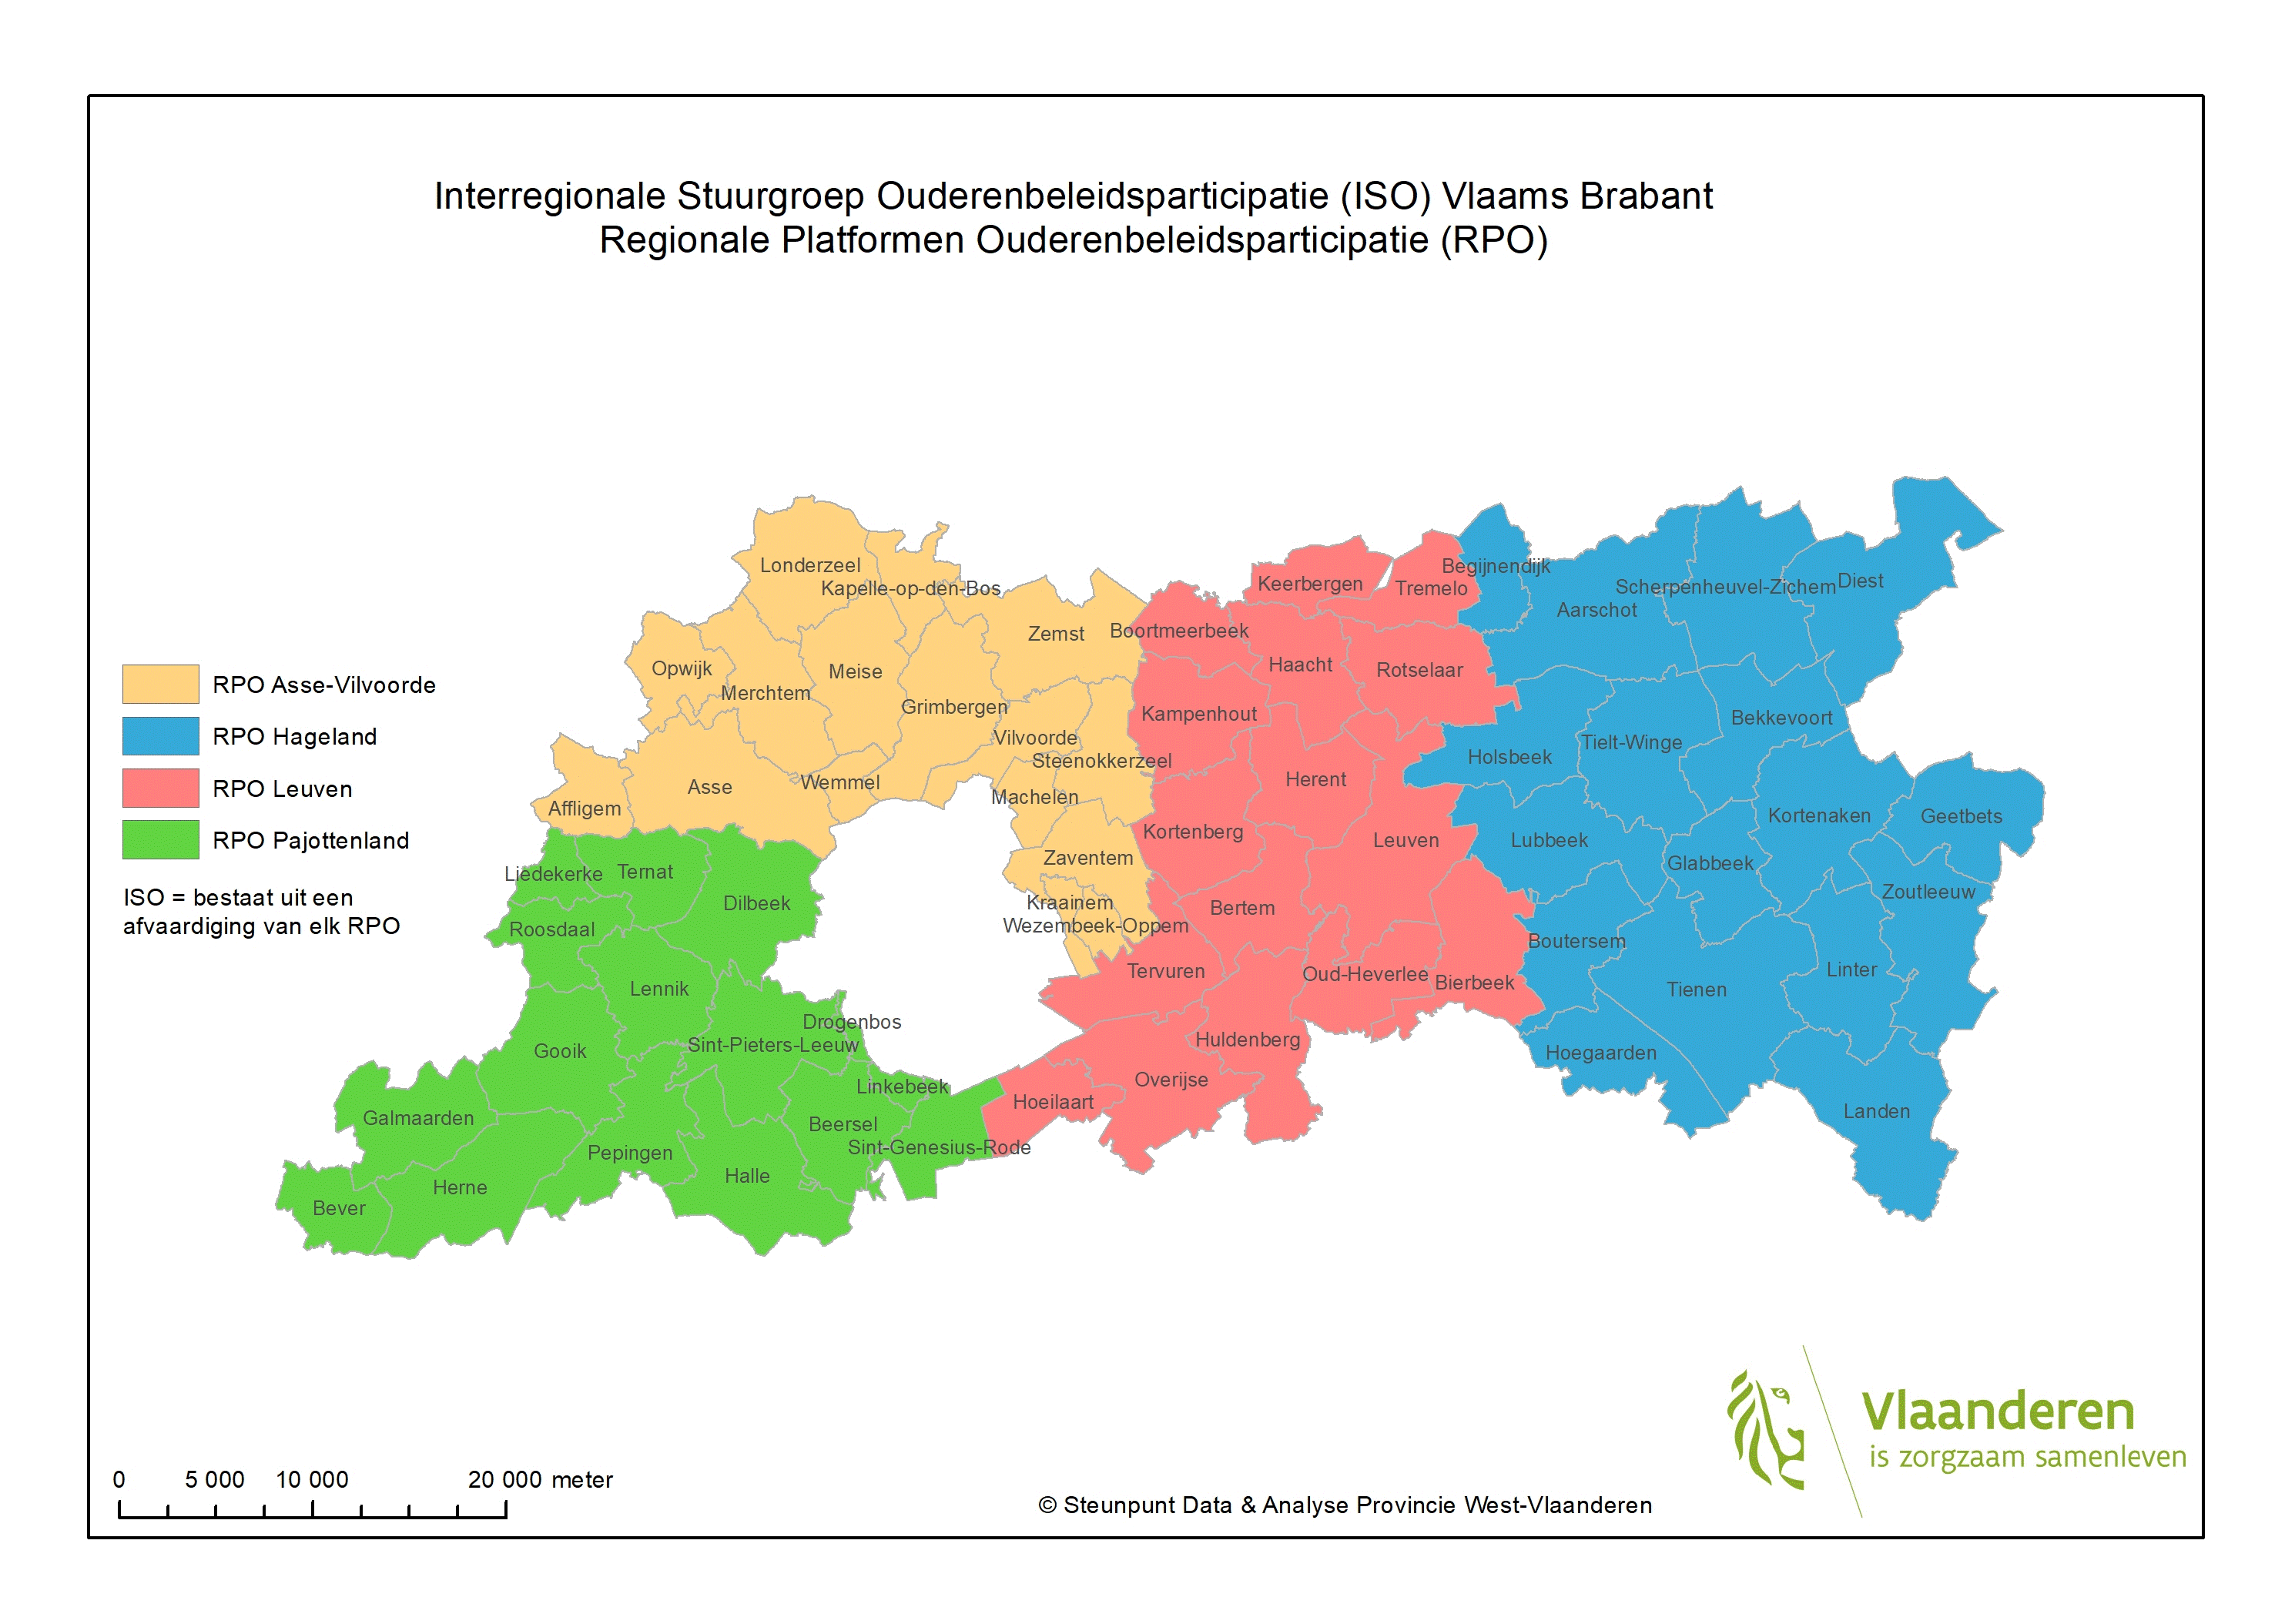 Interregionale Stuurgroep Ouderenbeleidsparticipatie (ISO) Vlaams Brabant
Regionale Platformen Ouderenbeleidsparticipatie (RPO)
RPO Asse-Vilvoorde
RPO Hageland
RPO Leuven
RPO Pajottenland
ISO = bestaat uit een
afvaardiging van elk RPO
Londerzeel
Kapelle-op-den-Bos
Zemst
Opwijk
Merchtem
Meise
Grimbergen
Vilvoorde
Steenokkerzeel
Machelen
Wemmel
Asse
Affligem
Zaventem
Kraainem
Wezembeek-Oppem
Liedekerke
Ternat
Dilbeek
Roosdaal
Lennik
Gooik
Drogenbos
Sint-Pieters-Leeuw
Linkebeek
Beersel
Sint-Genesius-Rode
Galmaarden
Pepingen
Halle
Herne
Bever
Keerbergen
Tremelo
Boortmeerbeek
Haacht
Rotselaar
Kampenhout
Herent
Kortenberg
Leuven
Bertem
Tervuren
Oud-Heverlee
Bierbeek
Huldenberg
Overijse
Hoeilaart
Begijnendijk
Aarschot
Scherpenheuvel-Zichem
Diest
Holsbeek
Tielt-Winge
Bekkevoort
Lubbeek
Glabbeek
Kortenaken
Geetbets
Zoutleeuw
Boutersem
Tienen
Linter
Hoegaarden
Landen
0 5 000 10 000 20 000 meter
© Steunpunt Data & Analyse Provincie West-Vlaanderen
Vlaanderen
is zorgzaam samenleven